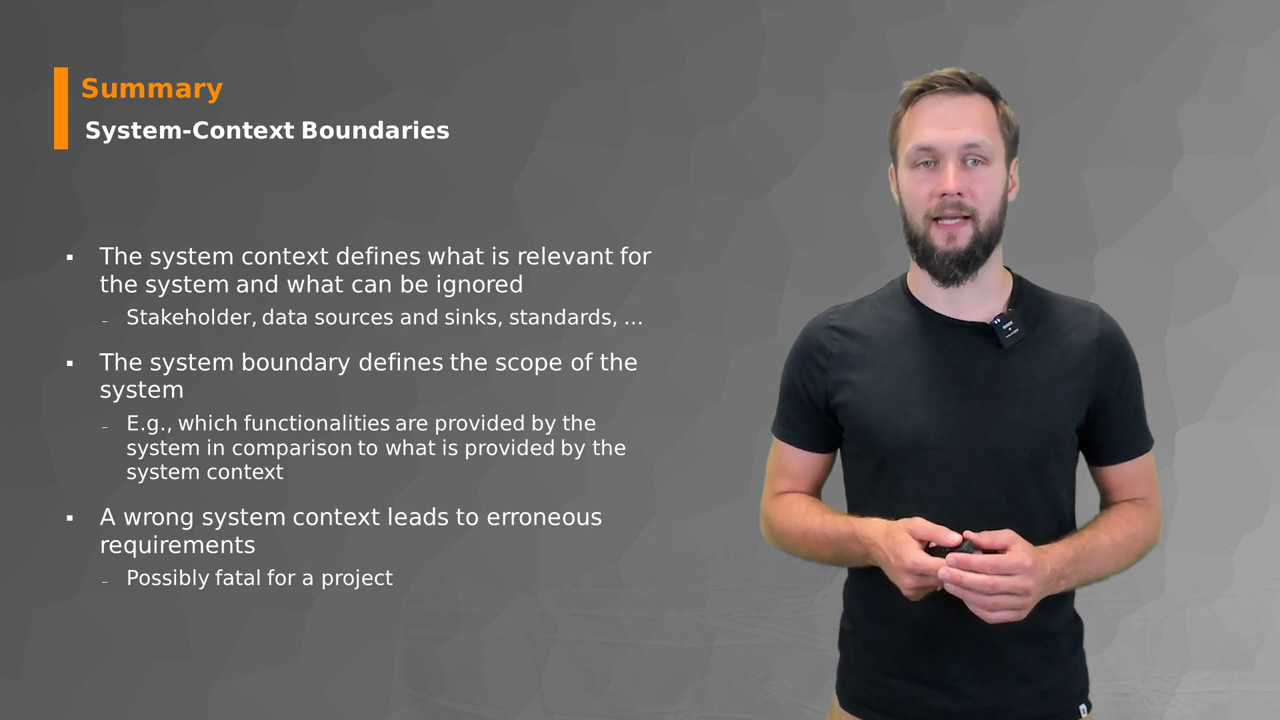 Summary
System-Context Boundaries
▪ The system context defines what is relevant for
the system and what can be ignored
- Stakeholder, data sources and sinks, standards, ...
▪ The system boundary defines the scope of the
system
- E.g., which functionalities are provided by the
system in comparison to what is provided by the
system context
▪ A wrong system context leads to erroneous
requirements
- Possibly fatal for a project